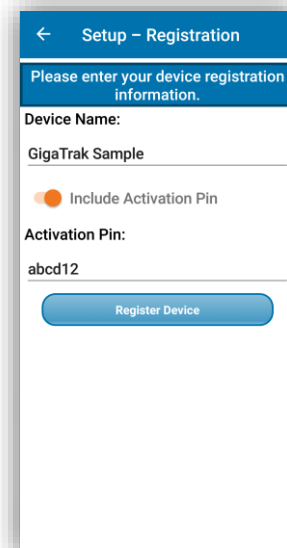 Setup – Registration
Please enter your device registration
information.
Device Name:
GigaTrak Sample
Include Activation Pin
Activation Pin:
abcd12
Register Device